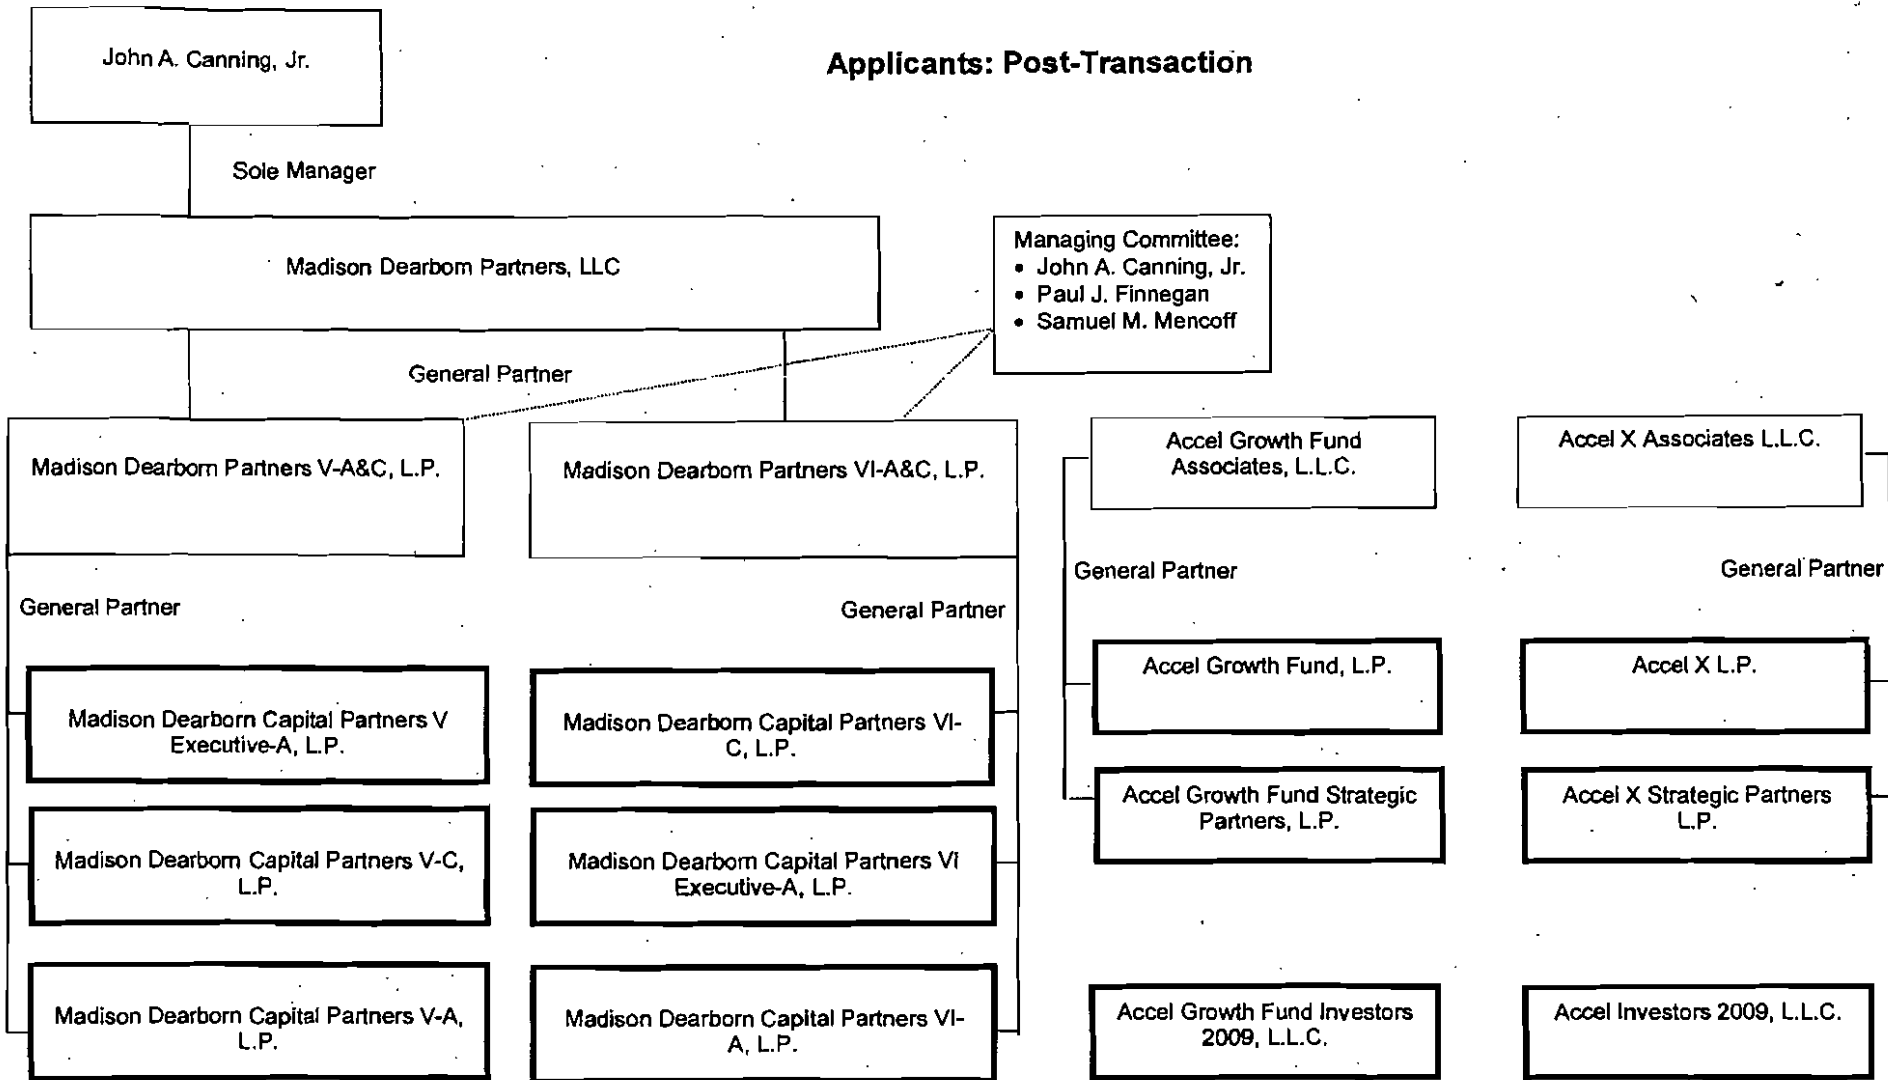 John A. Canning, Jr.
Applicants: Post-Transaction
Sole Manager
Madison Dearborn Partners, LLC
Managing Committee:
• John A. Canning, Jr.
• Paul J. Finnegan
• Samuel M. Mencoff
General Partner
Madison Dearborn Partners V-A&C, L.P.
Madison Dearborn Partners VI-A&C, L.P.
Accel Growth Fund
Associates, L.L.C.
Accel X Associates L.L.C.
General Partner
General Partner
General Partner
General Partner
Madison Dearborn Capital Partners V
Executive-A, L.P.
Madison Dearborn Capital Partners VI-
C, L.P.
Accel Growth Fund, L.P.
Accel X L.P.
Accel Growth Fund Strategic
Partners, L.P.
Accel X Strategic Partners
L.P.
Madison Dearborn Capital Partners V-C,
L.P.
Madison Dearborn Capital Partners VI
Executive-A, L.P.
Madison Dearborn Capital Partners V-A,
L.P.
Madison Dearborn Capital Partners VI-
A, L.P.
Accel Growth Fund Investors
2009, L.L.C.
Accel Investors 2009, L.L.C.